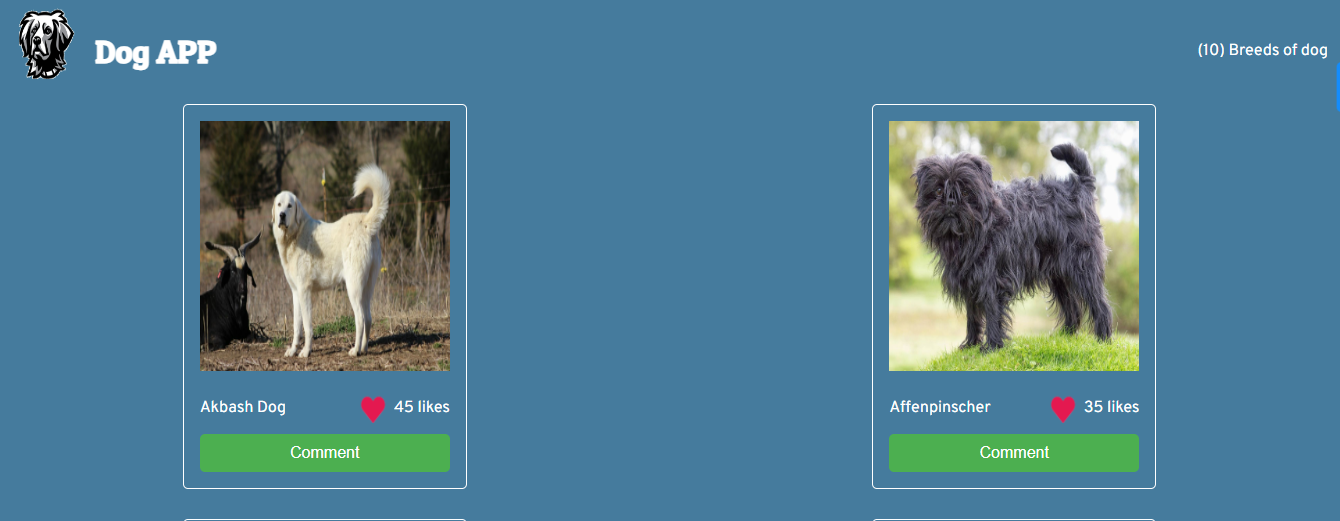 Dog APP
(10) Breeds of dog
Akbash Dog
45 likes
Comment
Affenpinscher
35 likes
Comment